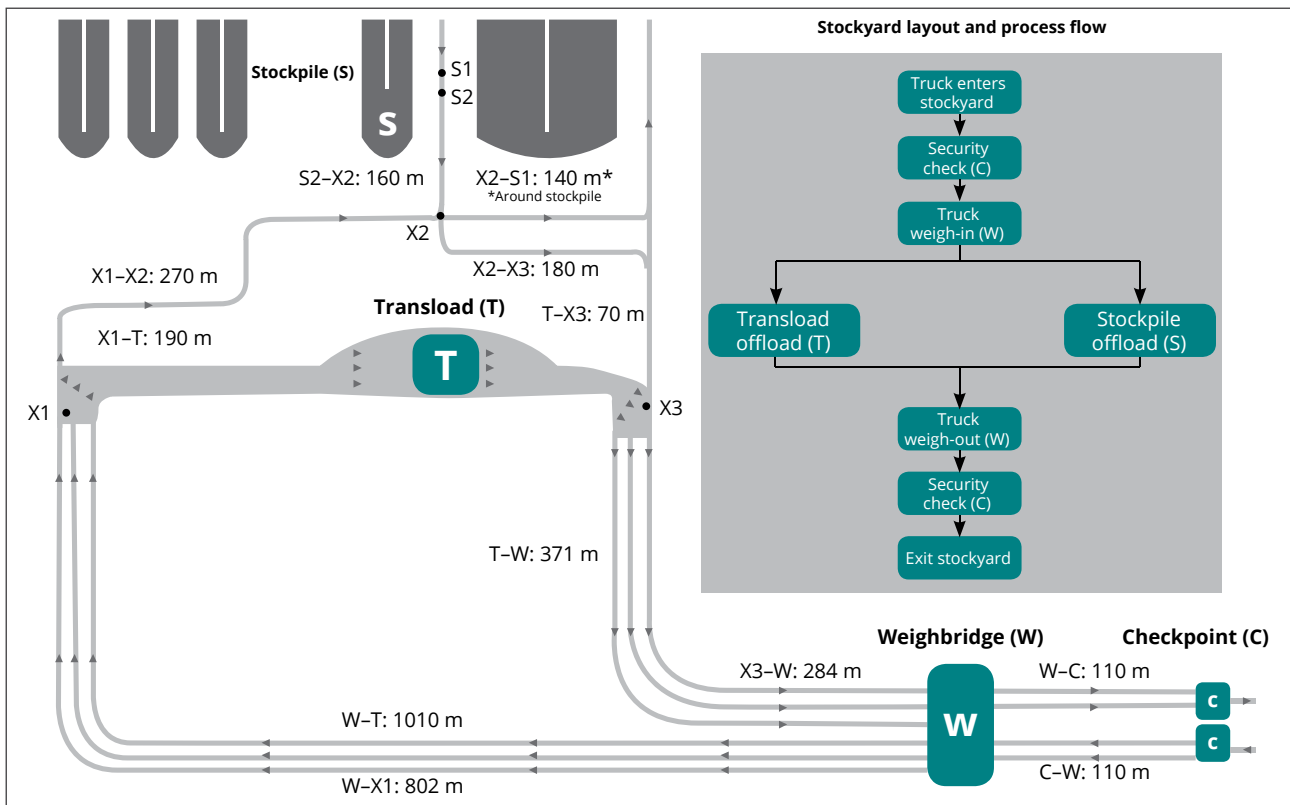 Stockyard layout and process flow
Stockpile (S)
S1
S2
S
S2–X2: 160 m
X2–S1: 140 m*
*Around stockpile
X2
X1–X2: 270 m
X2–X3: 180 m
Transload (T)
T–X3: 70 m
X1–T: 190 m
T
X1
X3
Truck enters
stockyard
Security
check (C)
Truck
weigh-in (W)
Transload
offload (T)
Stockpile
offload (S)
Truck
weigh-out (W)
Security
check (C)
Exit stockyard
T–W: 371 m
Weighbridge (W)
Checkpoint (C)
X3–W: 284 m
W–C: 110 m
W
C
C
W–T: 1010 m
W–X1: 802 m
C–W: 110 m